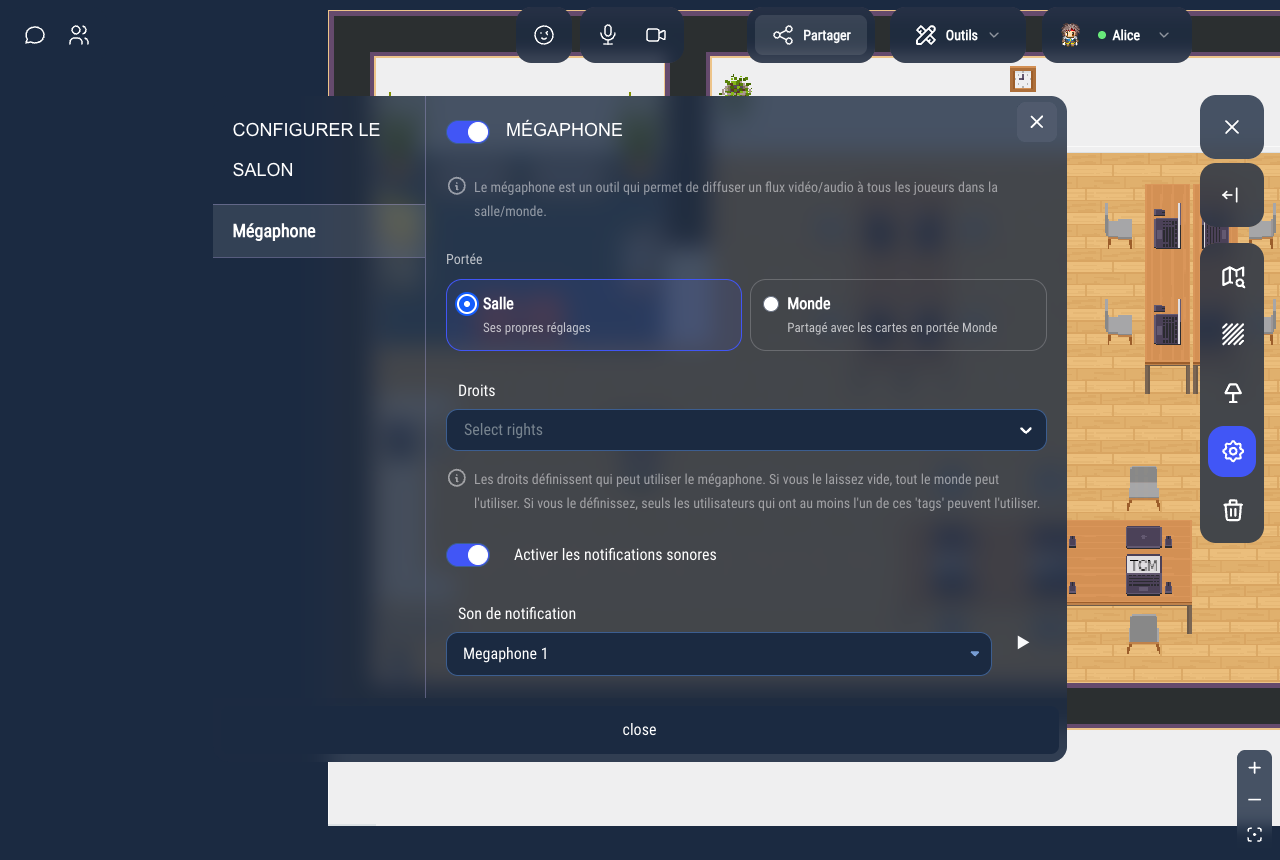 Partager
Outils
Alice
CONFIGURER LE
SALON
Mégaphone
MÉGAPHONE
Le mégaphone est un outil qui permet de diffuser un flux vidéo/audio à tous les joueurs dans la
salle/monde.
Portée
Salle
Ses propres réglages
Monde
Partagé avec les cartes en portée Monde
Droits
Select rights
Les droits définissent qui peut utiliser le mégaphone. Si vous le laissez vide, tout le monde peut
l'utiliser. Si vous le définissez, seuls les utilisateurs qui ont au moins l'un de ces 'tags' peuvent l'utiliser.
Activer les notifications sonores
Son de notification
Megaphone 1
close
TCM